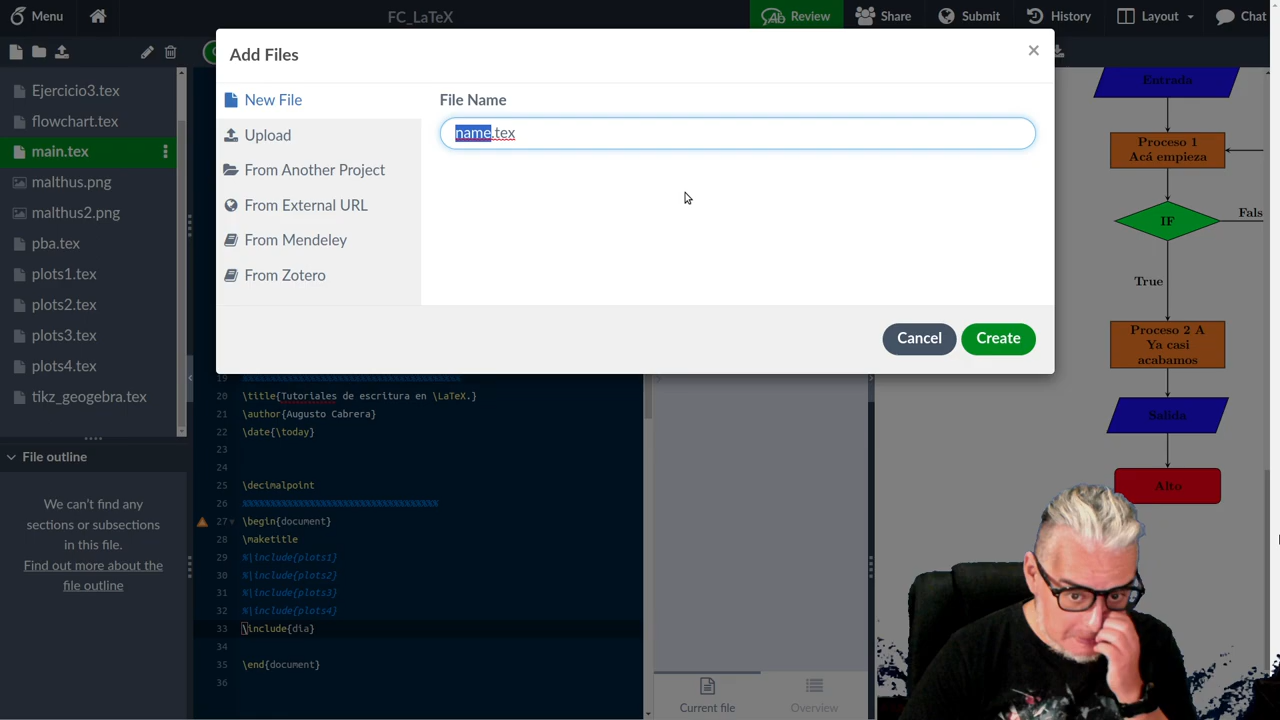 Menu
FC_LaTeX
Review
Share
Submit
History
Layout
Chat
Add Files
×
New File
Upload
From Another Project
From External URL
From Mendeley
From Zotero
File Name
name.tex
Cancel
Create
Ejercicio3.tex
flowchart.tex
main.tex
malthus.png
malthus2.png
pba.tex
plots1.tex
plots2.tex
plots3.tex
plots4.tex
tikz_geogebra.tex
File outline
We can't find any
sections or subsections
in this file.
Find out more about the
file outline
19 %%%%%%%%%%%%%%%%%%%%%%%%%%%%%%%%%%%%%%%%
20 \title{Tutoriales de escritura en \LaTeX.}
21 \author{Augusto Cabrera}
22 \date{\today}
23
24
25 \decimalpoint
26 %%%%%%%%%%%%%%%%%%%%%%%%%%%%%%%%%%%%
27 \begin{document}
28 \maketitle
29 %\include{plots1}
30 %\include{plots2}
31 %\include{plots3}
32 %\include{plots4}
33 \include{dia}
34
35 \end{document}
36
Current file
Overview
Entrada
Proceso 1
Acá empieza
IF
Fals
True
Proceso 2 A
Ya casi
acabamos
Salida
Alto